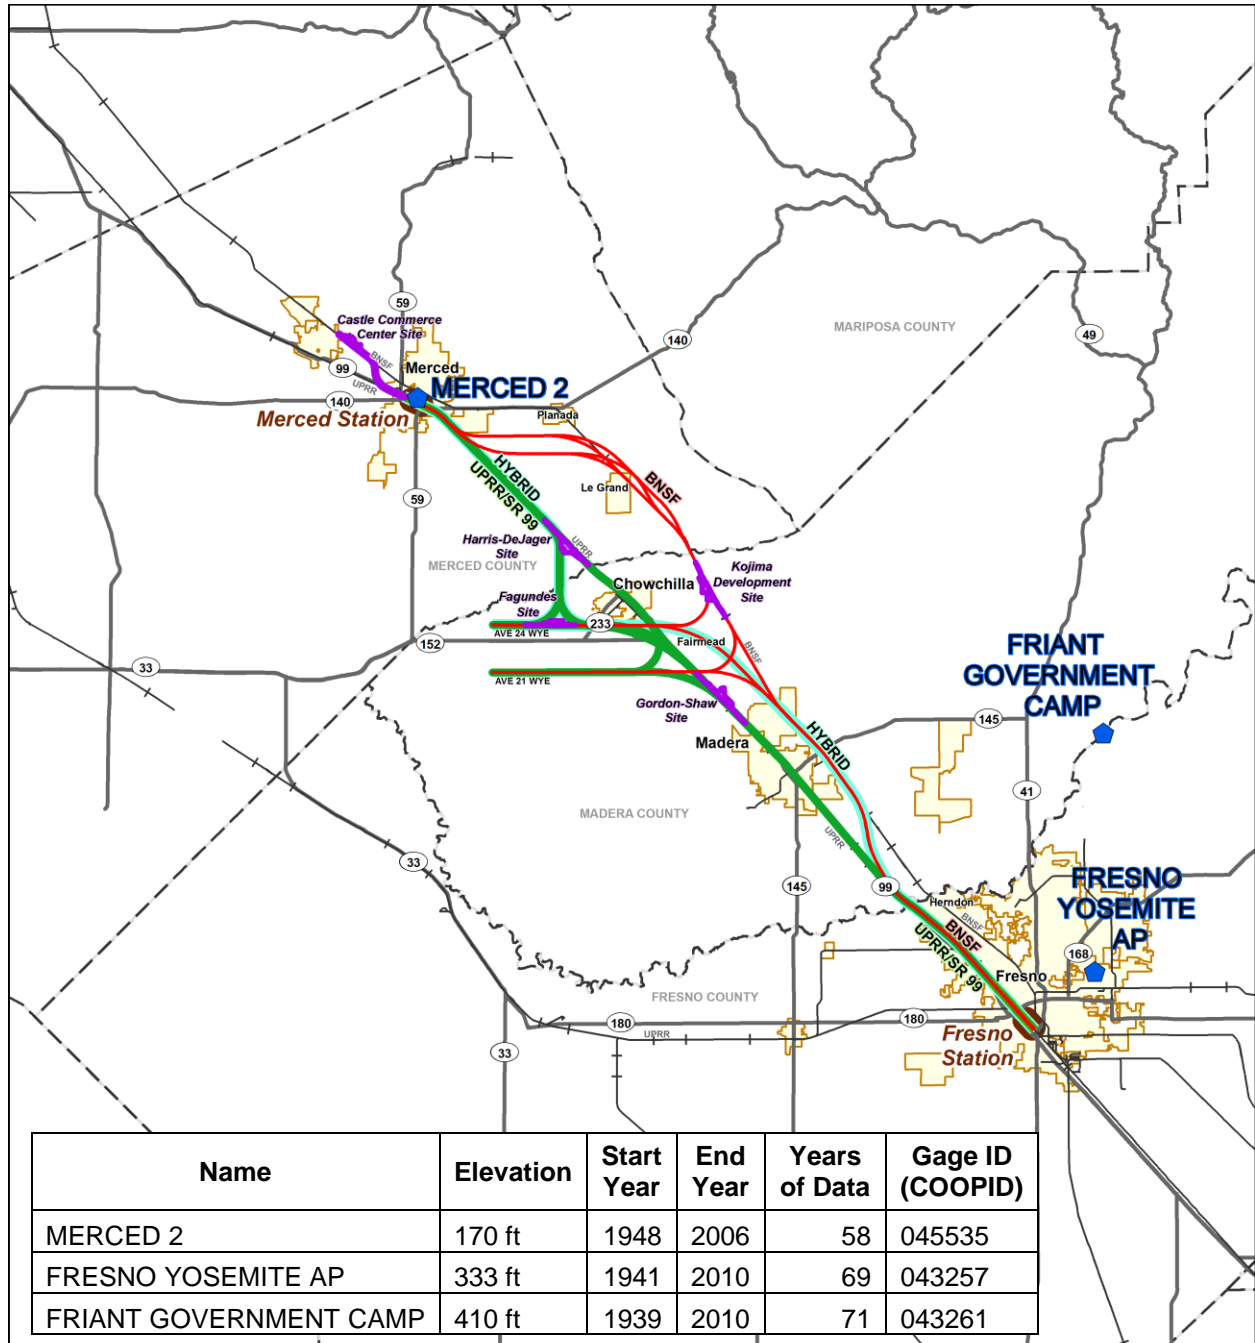 59
Castle Commerce
Center Site
BNSF
99
UPRR
Merced
140
MERCED 2
Merced Station
140
Planada
MARIPOSA COUNTY
49
HYBRID
UPRR/SR 99
BNSF
Le Grand
59
Harris-DeJager
Site
UPRR
MERCED COUNTY
Chowchilla
Kojima
Development
Site
Fagundes
Site
233
AVE 24 WYE
152
Fairmead
BNSF
33
AVE 21 WYE
Gordon-Shaw
Site
Madera
HYBRID
FRIANT
GOVERNMENT
CAMP
145
41
MADERA COUNTY
UPRR
33
145
99
Herndon
BNSF
BNSF
UPRR/SR 99
FRESNO
YOSEMITE
AP
168
Fresno
FRESNO COUNTY
180
UPRR
180
Fresno
Station
33
Name Elevation Start Year End Year Years of Data Gage ID (COOPID)
MERCED 2 170 ft 1948 2006 58 045535
FRESNO YOSEMITE AP 333 ft 1941 2010 69 043257
FRIANT GOVERNMENT CAMP 410 ft 1939 2010 71 043261